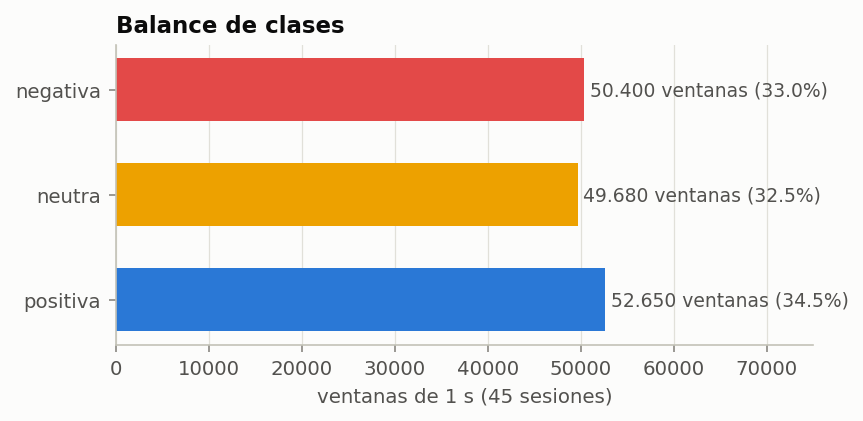 Balance de clases
negativa
50.400 ventanas (33.0%)
neutra
49.680 ventanas (32.5%)
positiva
52.650 ventanas (34.5%)
0 10000 20000 30000 40000 50000 60000 70000
ventanas de 1 s (45 sesiones)